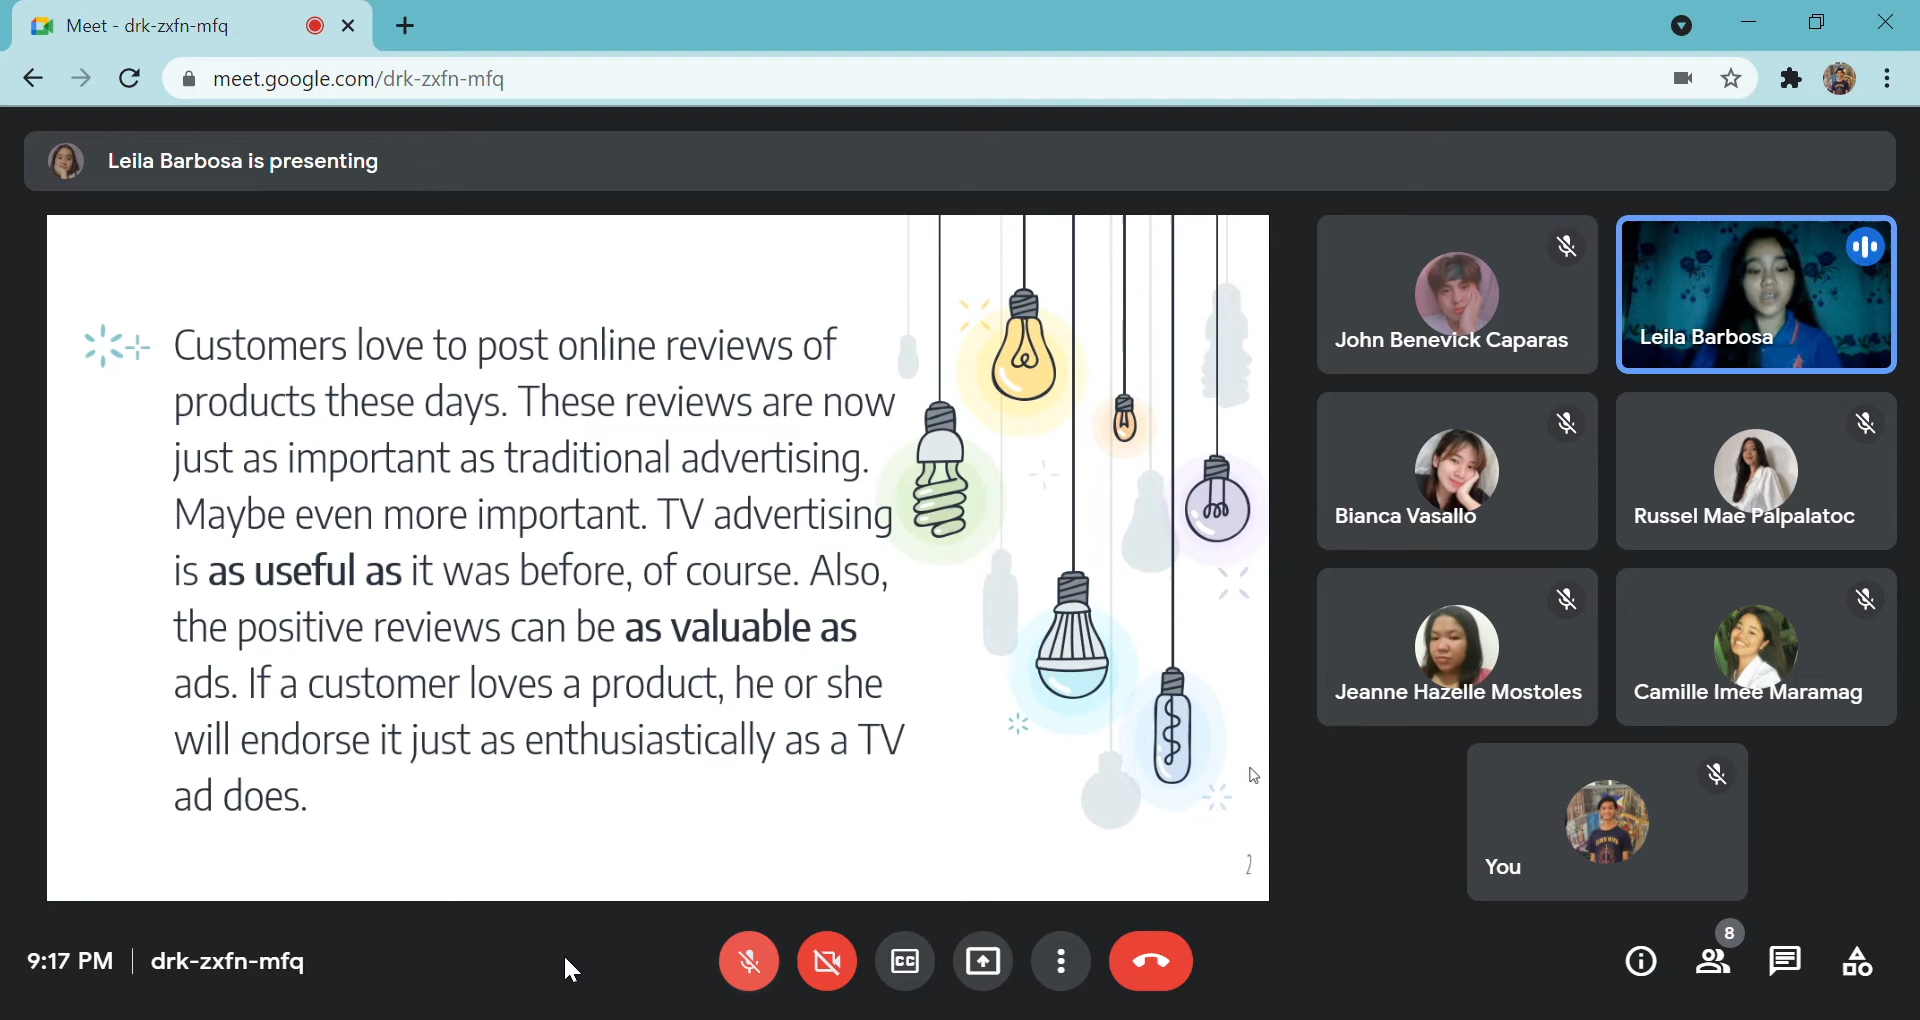 Meet - drk-zxfn-mfq
meet.google.com/drk-zxfn-mfq
Leila Barbosa is presenting
Customers love to post online reviews of
products these days. These reviews are now
just as important as traditional advertising.
Maybe even more important. TV advertising
is as useful as it was before, of course. Also,
the positive reviews can be as valuable as
ads. If a customer loves a product, he or she
will endorse it just as enthusiastically as a TV
ad does.
2
John Benevick Caparas
Leila Barbosa
Bianca Vasallo
Russel Mae Palpalatoc
Jeanne Hazelle Mostoles
Camille Imee Maramag
You
9:17 PM
drk-zxfn-mfq
CC
8